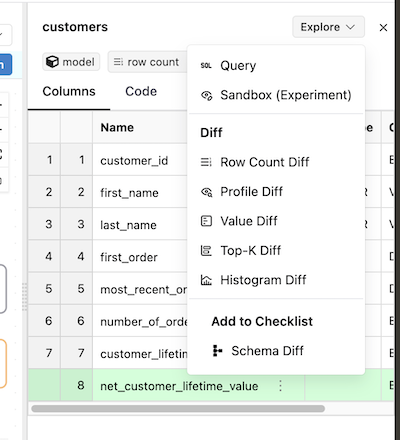 customers
Explore
model
row count
Columns
Code
Query
Sandbox (Experiment)
Diff
Row Count Diff
Profile Diff
Value Diff
Top-K Diff
Histogram Diff
Add to Checklist
Schema Diff
Name
1 1 customer_id
2 2 first_name
3 3 last_name
4 4 first_order
5 5 most_recent_or
6 6 number_of_orde
7 7 customer_lifetin
8 net_customer_lifetime_value